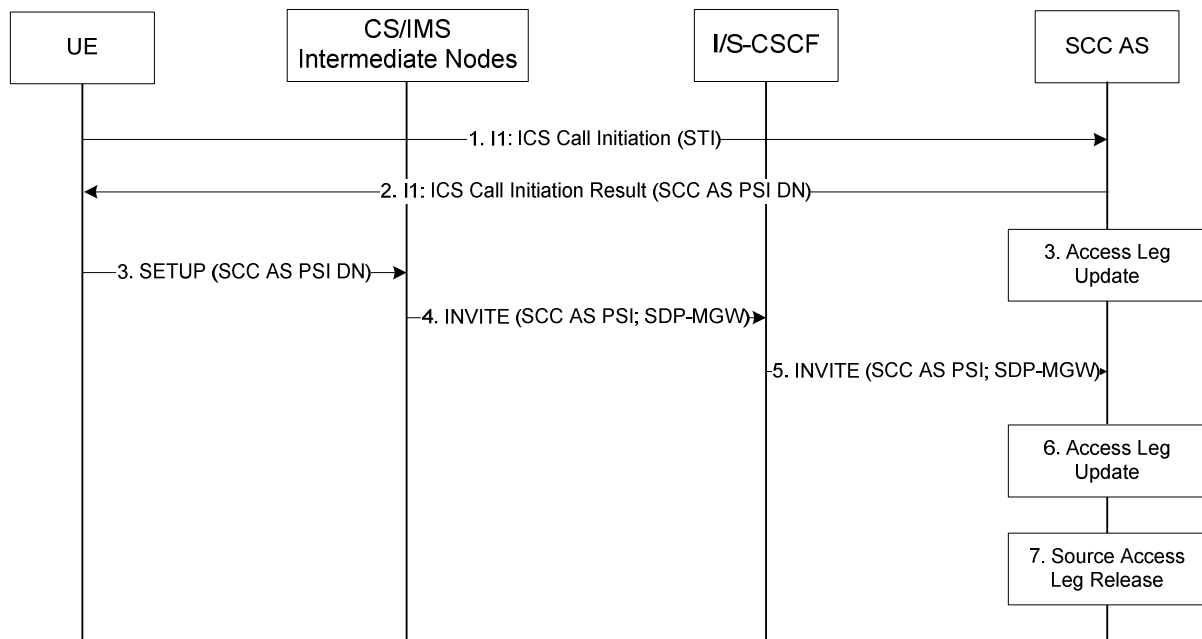 UE
CS/IMS
Intermediate Nodes
I/S-CSCF
SCC AS
1. I1: ICS Call Initiation (STI)
2. I1: ICS Call Initiation Result (SCC AS PSI DN)
3. Access Leg
Update
3. SETUP (SCC AS PSI DN)
4. INVITE (SCC AS PSI; SDP-MGW)
5. INVITE (SCC AS PSI; SDP-MGW)
6. Access Leg
Update
7. Source Access
Leg Release